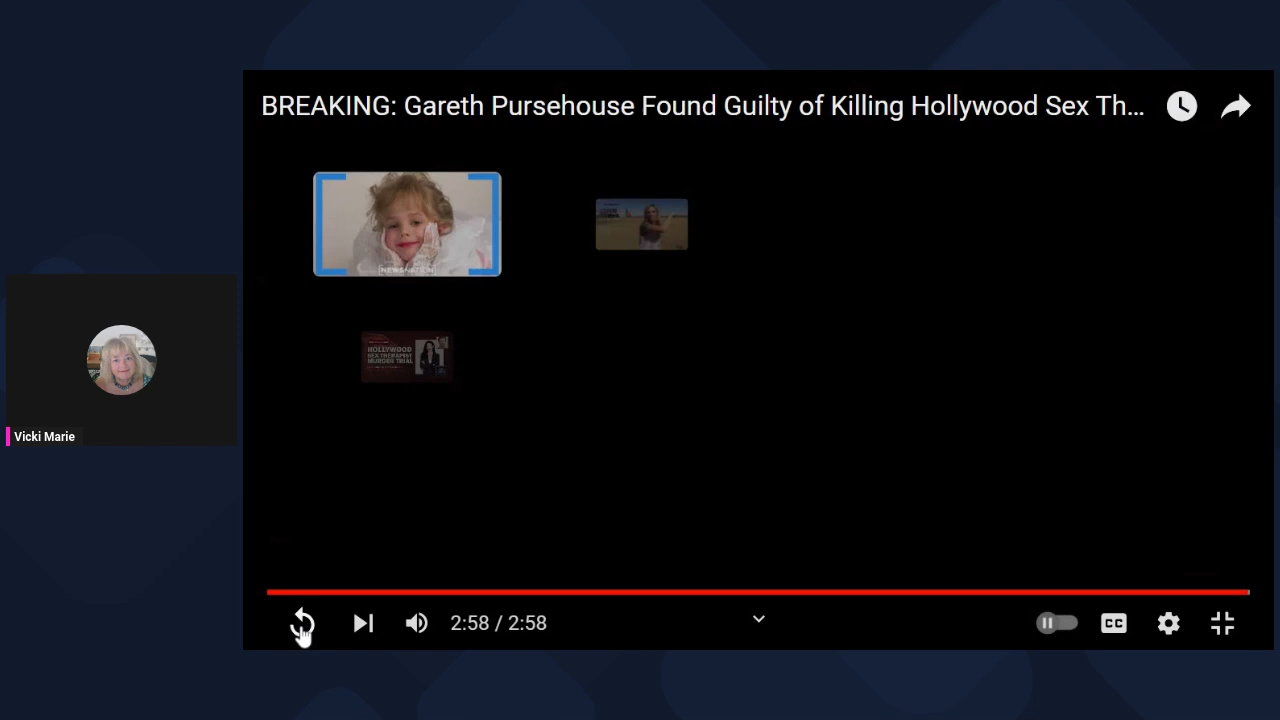 BREAKING: Gareth Pursehouse Found Guilty of Killing Hollywood Sex Th...
NEWSNATION
HOLLYWOOD
SEX THERAPIST
MURDER TRIAL
Vicki Marie
2:58 / 2:58
CC